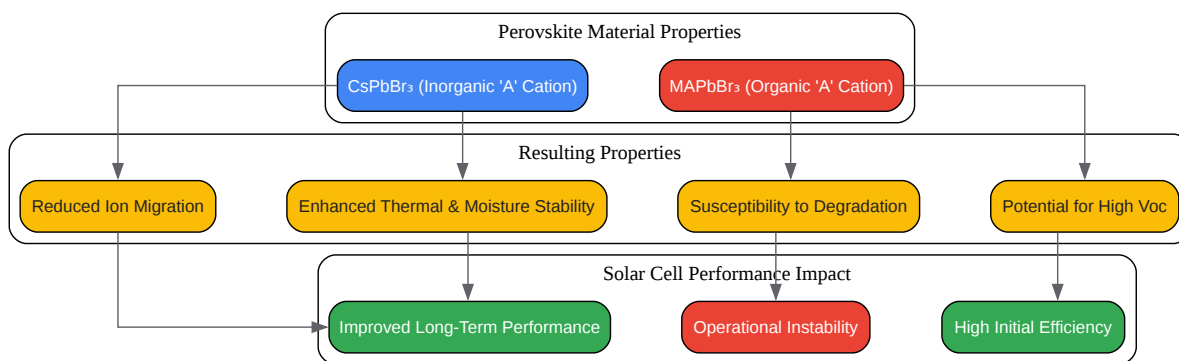 Perovskite Material Properties
CsPbBr₃ (Inorganic 'A' Cation)
MAPbBr₃ (Organic 'A' Cation)
Resulting Properties
Reduced Ion Migration
Enhanced Thermal & Moisture Stability
Susceptibility to Degradation
Potential for High Voc
Solar Cell Performance Impact
Improved Long-Term Performance
Operational Instability
High Initial Efficiency